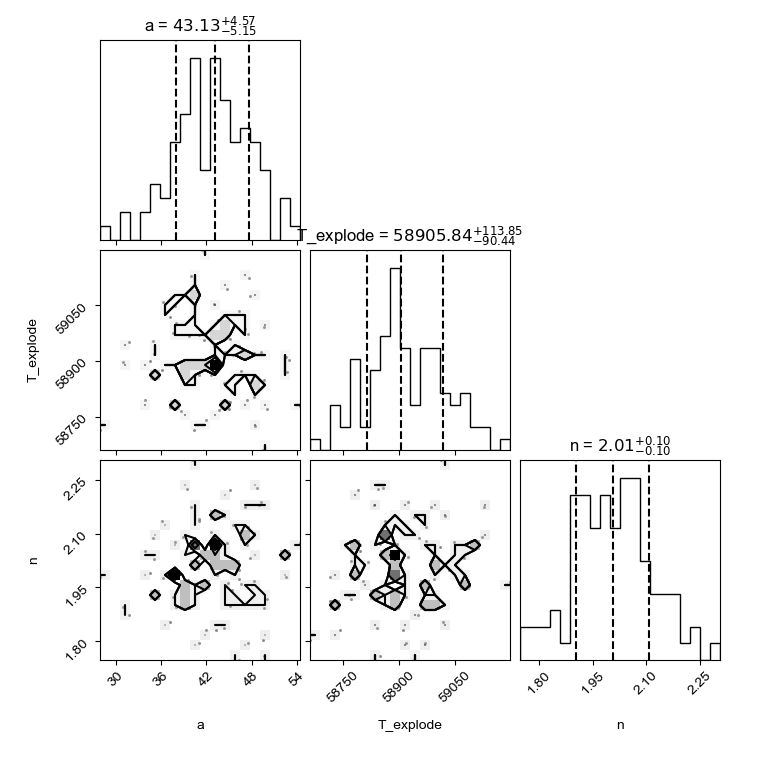 a = 43.13+4.57−5.15
T_explode = 58905.84+113.85−90.44
59050
58900
58750
T_explode
n = 2.01+0.10−0.10
2.25
2.10
1.95
1.80
n
30
36
42
48
54
58750
58900
59050
1.80
1.95
2.10
2.25
a
T_explode
n